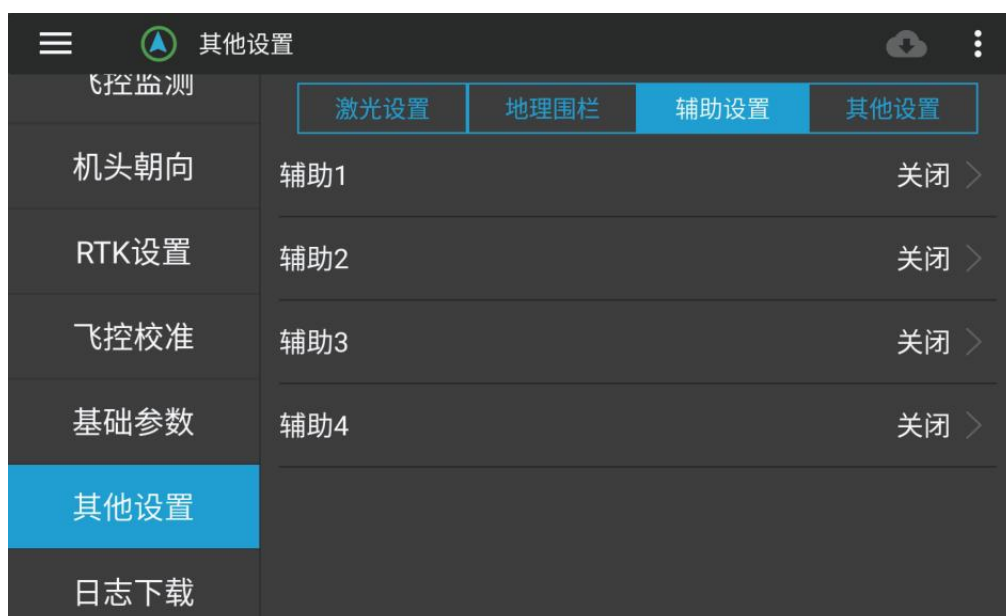 其他设置
飞控监测
机头朝向
RTK设置
飞控校准
基础参数
其他设置
日志下载
激光设置 地理围栏 辅助设置 其他设置
辅助1 关闭
辅助2 关闭
辅助3 关闭
辅助4 关闭